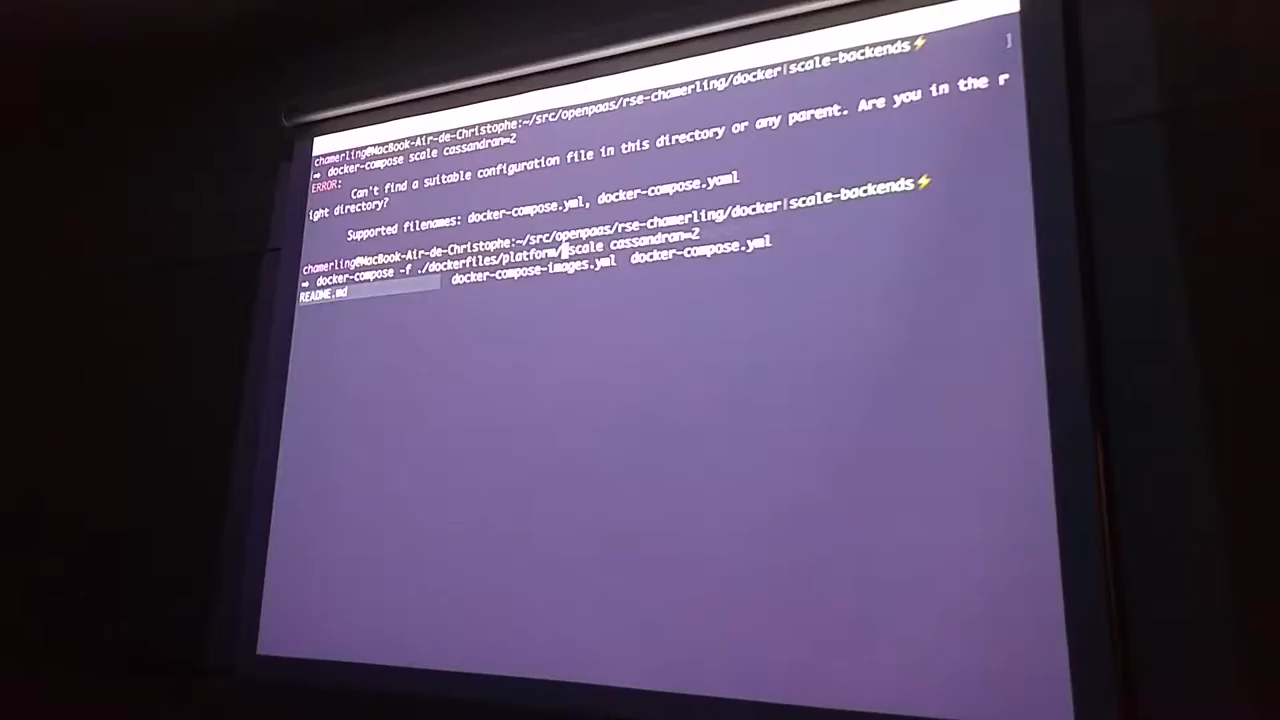 chamerling@MacBook-Air-de-Christophe:~/src/openpaas/rse-chamerling/docker|scale-backends⚡
]
➡ docker-compose scale cassandran=2
ERROR:
Can't find a suitable configuration file in this directory or any parent. Are you in the r
ight directory?
Supported filenames: docker-compose.yml, docker-compose.yaml
chamerling@MacBook-Air-de-Christophe:~/src/openpaas/rse-chamerling/docker|scale-backends⚡
➡ docker-compose -f ./dockerfiles/platform/ scale cassandran=2
README.md docker-compose-images.yml docker-compose.yml